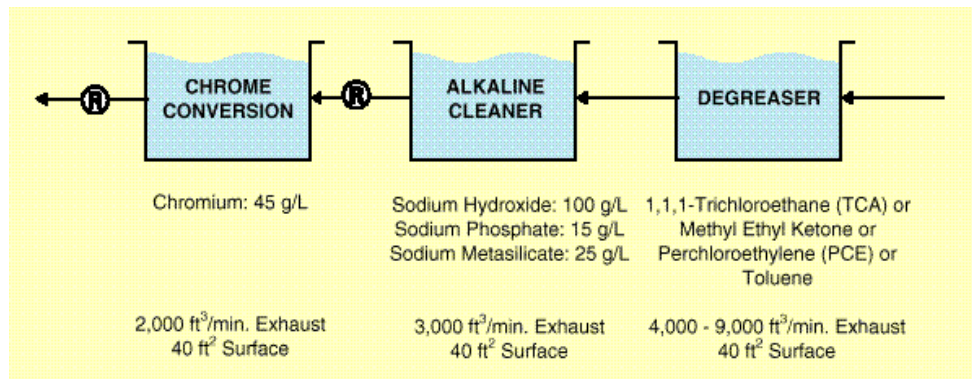 CHROME
CONVERSION
ALKALINE
CLEANER
DEGREASER
R
R
Chromium: 45 g/L
Sodium Hydroxide: 100 g/L
Sodium Phosphate: 15 g/L
Sodium Metasilicate: 25 g/L
1,1,1-Trichloroethane (TCA) or
Methyl Ethyl Ketone or
Perchloroethylene (PCE) or
Toluene
2,000 ft³/min. Exhaust
40 ft² Surface
3,000 ft³/min. Exhaust
40 ft² Surface
4,000 - 9,000 ft³/min. Exhaust
40 ft² Surface